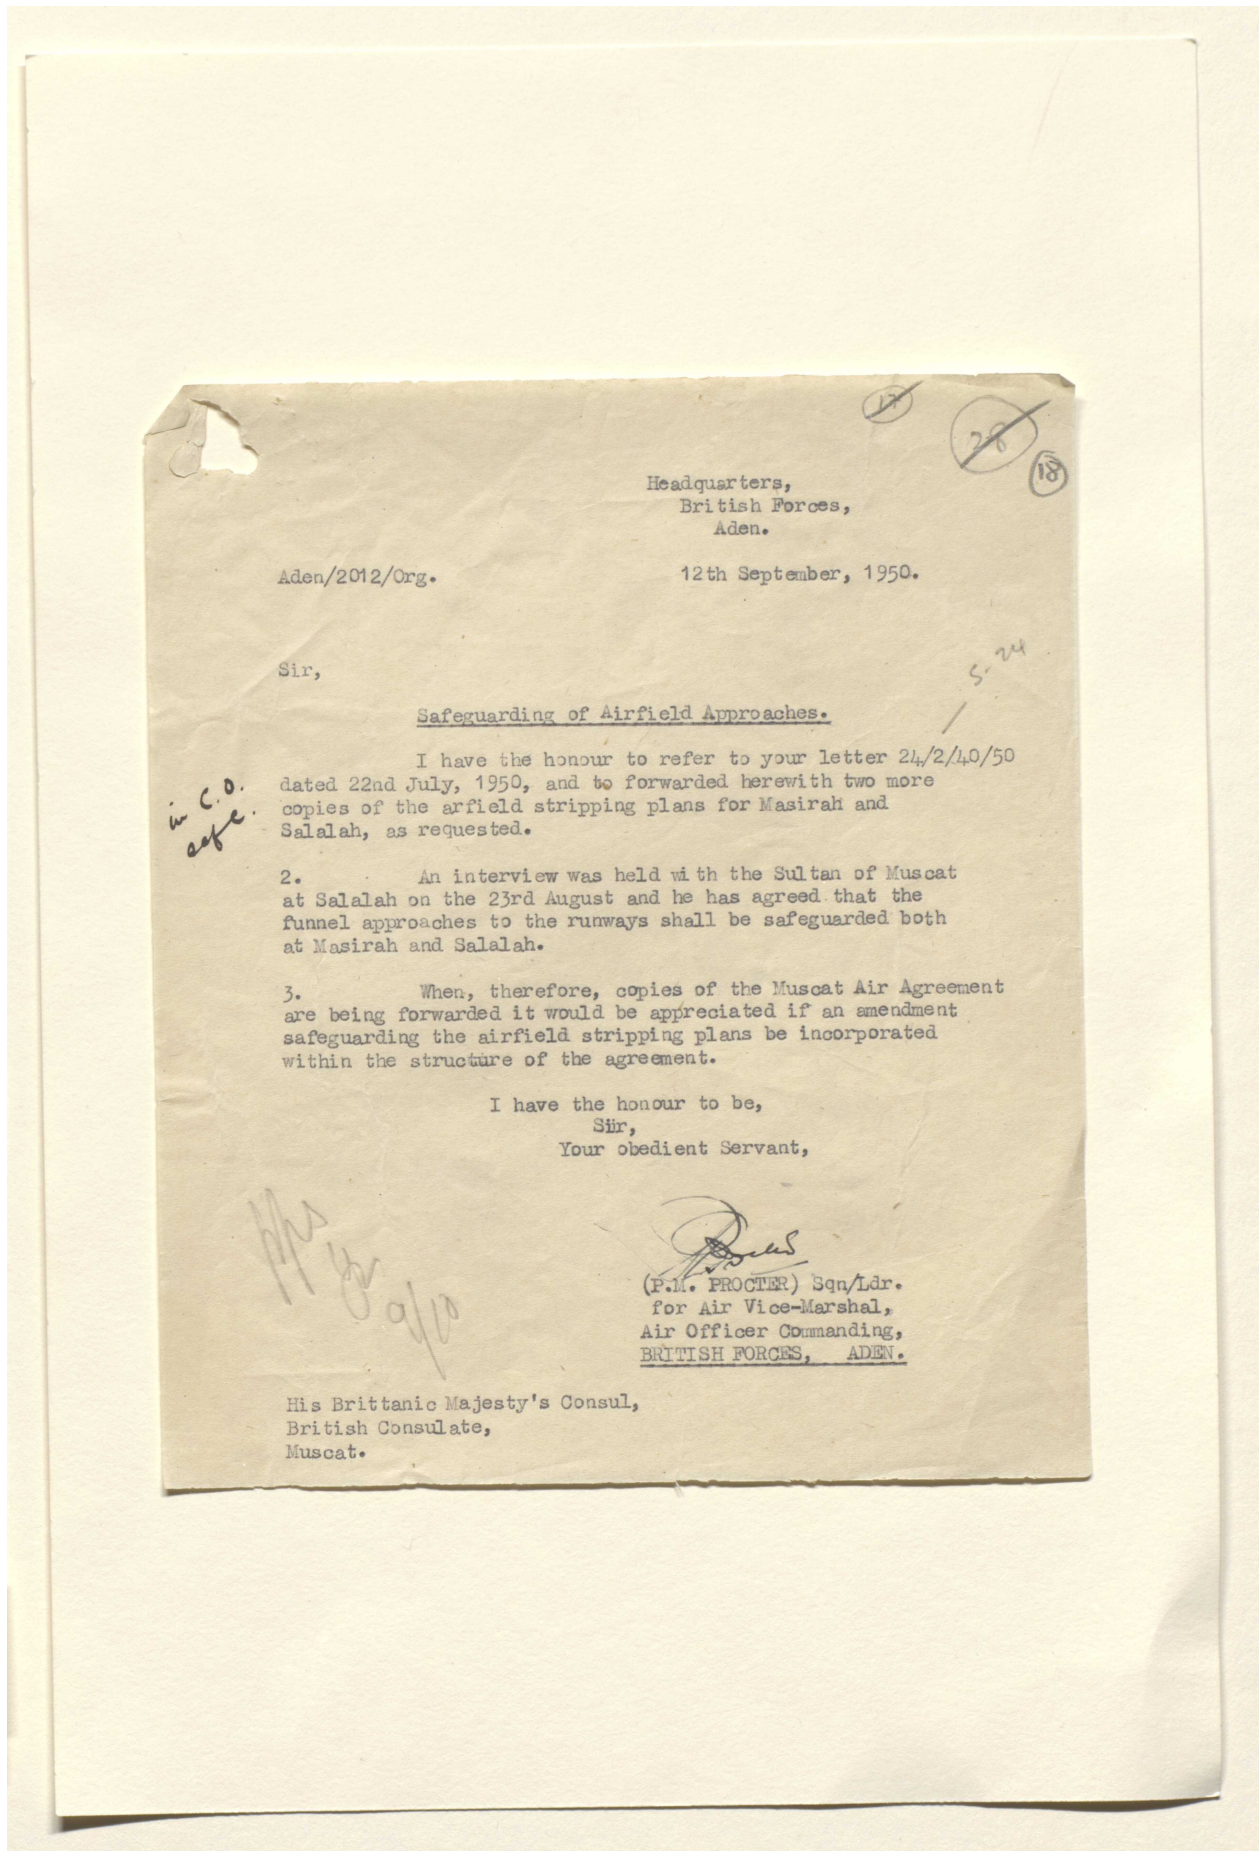 17
28
18
Headquarters,
British Forces,
Aden.
Aden/2012/Org.
12th September, 1950.
Sir,
S. 24
Safeguarding of Airfield Approaches.
I have the honour to refer to your letter 24/2/40/50
dated 22nd July, 1950, and to forwarded herewith two more
copies of the arfield stripping plans for Masirah and
Salalah, as requested.
in C.O.
safe.
2. An interview was held with the Sultan of Muscat
at Salalah on the 23rd August and he has agreed that the
funnel approaches to the runways shall be safeguarded both
at Masirah and Salalah.
3. When, therefore, copies of the Muscat Air Agreement
are being forwarded it would be appreciated if an amendment
safeguarding the airfield stripping plans be incorporated
within the structure of the agreement.
I have the honour to be,
Siir,
Your obedient Servant,
(P.M. PROCTER) Sqn/Ldr.
for Air Vice-Marshal,
Air Officer Commanding,
BRITISH FORCES, ADEN.
9/10
His Brittanic Majesty's Consul,
British Consulate,
Muscat.